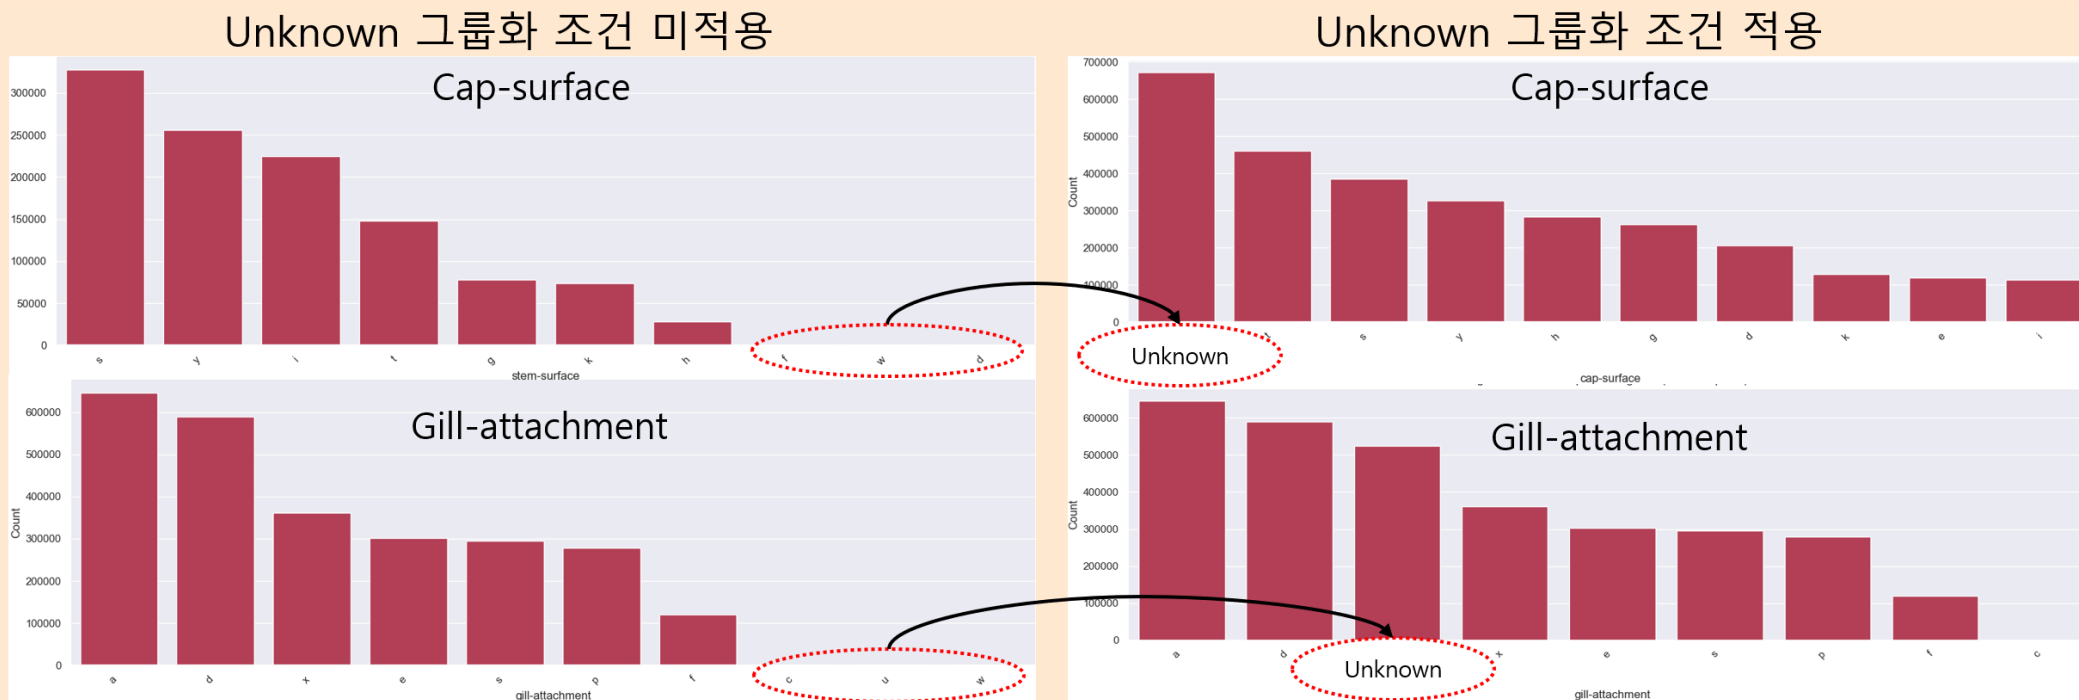 Unknown 그룹화 조건 미적용
Unknown 그룹화 조건 적용
Cap-surface
300000
250000
200000
150000
100000
50000
0
s y i t g k h f w d
stem-surface
Cap-surface
Count
700000
600000
500000
400000
300000
200000
100000
0
Unknown t s y h g d k e i
cap-surface
Gill-attachment
Count
600000
500000
400000
300000
200000
100000
0
a d x e s p f c u w
gill-attachment
Gill-attachment
Count
600000
500000
400000
300000
200000
100000
0
a d Unknown x e s p f c
gill-attachment